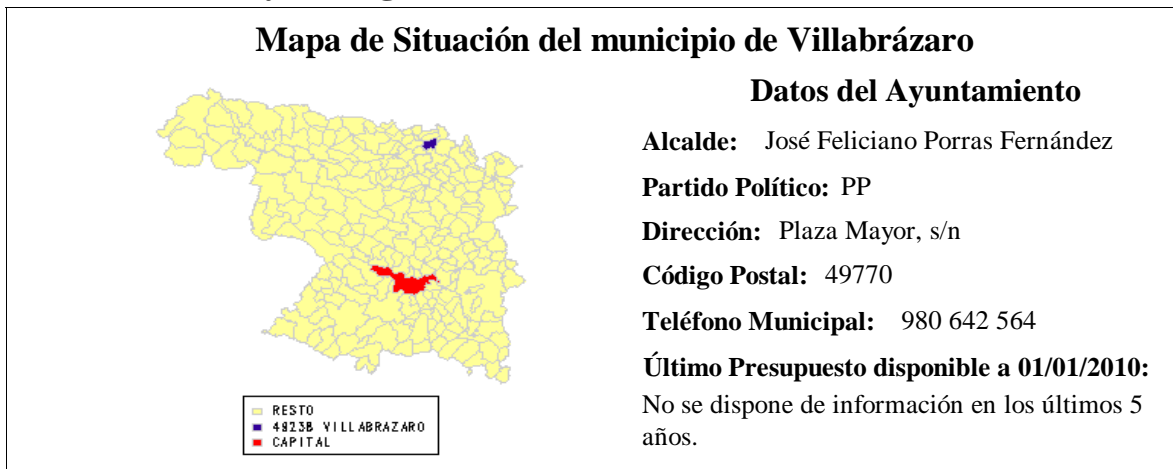 Mapa de Situación del municipio de Villabrázaro
Datos del Ayuntamiento
Alcalde: José Feliciano Porras Fernández
Partido Político: PP
Dirección: Plaza Mayor, s/n
Código Postal: 49770
Teléfono Municipal: 980 642 564
Último Presupuesto disponible a 01/01/2010:
No se dispone de información en los últimos 5
años.
RESTO
49238 VILLABRAZARO
CAPITAL